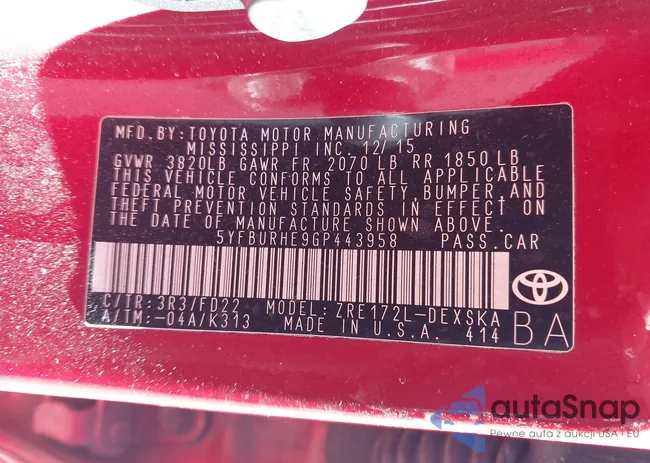 MFD. BY: TOYOTA MOTOR MANUFACTURING
MISSISSIPPI INC. 12/15
GVWR 3820LB GAWR FR 2070 LB RR 1850 LB
THIS VEHICLE CONFORMS TO ALL APPLICABLE
FEDERAL MOTOR VEHICLE SAFETY, BUMPER, AND
THEFT PREVENTION STANDARDS IN EFFECT ON
THE DATE OF MANUFACTURE SHOWN ABOVE.
5YFBURHE9GP443958 PASS.CAR
C/TR: 3R3/FD22 MODEL: ZRE172L-DEXSKA
A/TM: -04A/K313 MADE IN U.S.A. 414 BA
autaSnap
Pewne auta z aukcji USA i EU